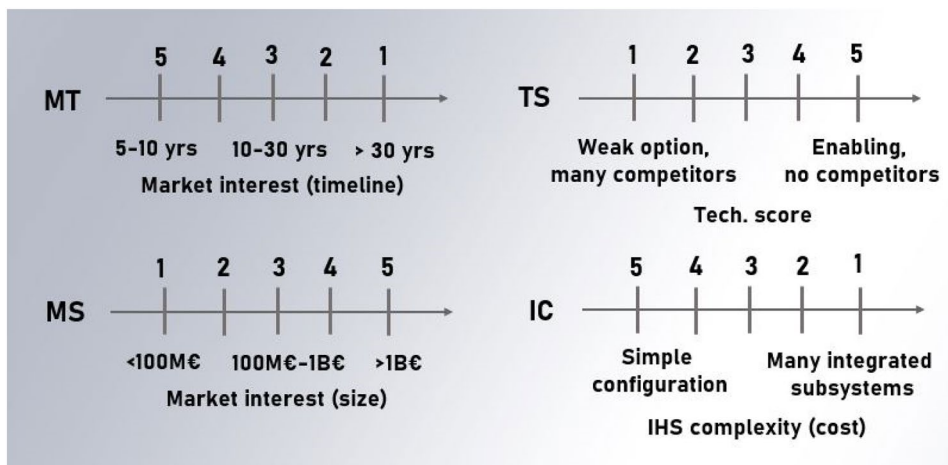 5 4 3 2 1
MT
5-10 yrs 10-30 yrs > 30 yrs
Market interest (timeline)
1 2 3 4 5
TS
Weak option,
many competitors
Enabling,
no competitors
Tech. score
1 2 3 4 5
MS
<100M€ 100M€-1B€ >1B€
Market interest (size)
5 4 3 2 1
IC
Simple
configuration
Many integrated
subsystems
IHS complexity (cost)